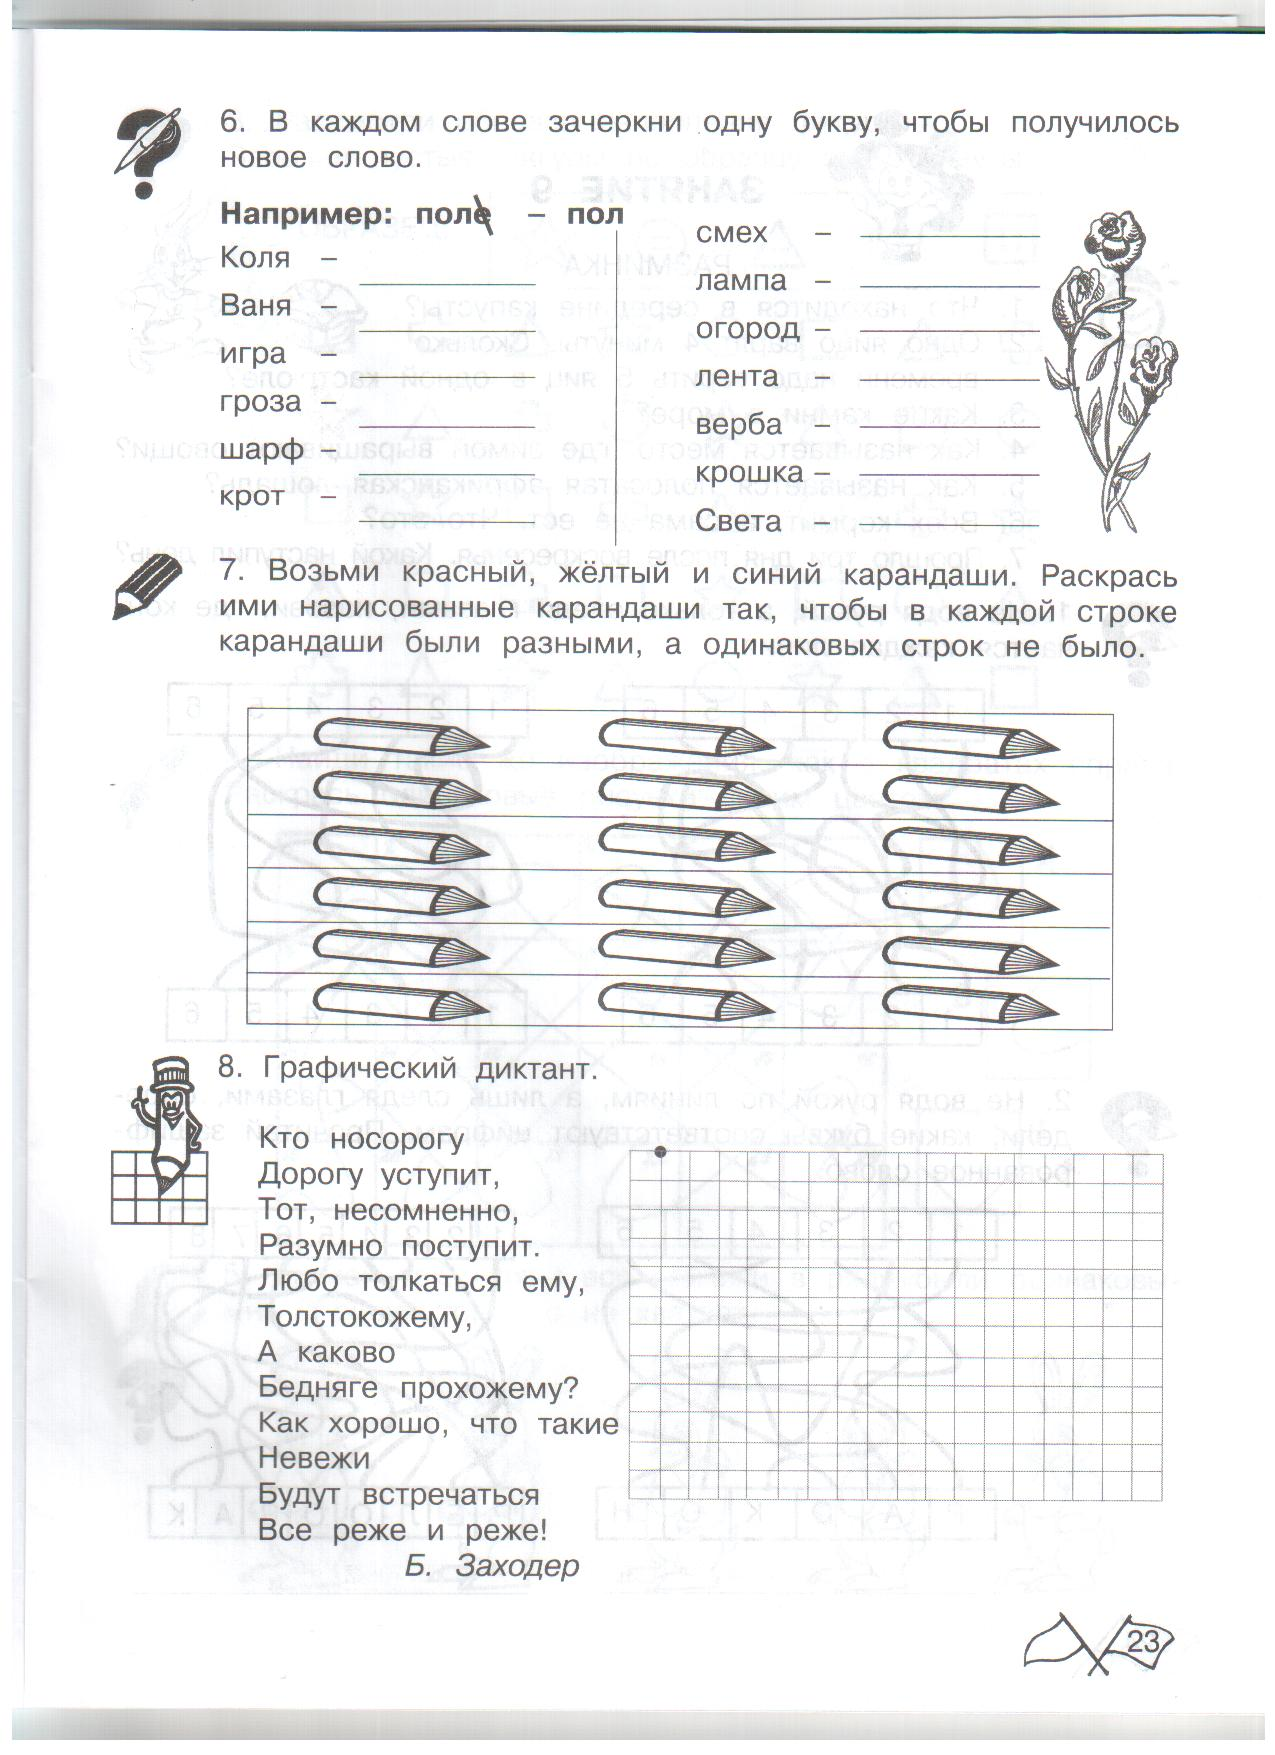 6. В каждом слове зачеркни одну букву, чтобы получилось
новое слово.
Например: поле – пол
Коля –
Ваня –
игра –
гроза –
шарф –
крот –
смех –
лампа –
огород –
лента –
верба –
крошка –
Света –
7. Возьми красный, жёлтый и синий карандаши. Раскрась
ими нарисованные карандаши так, чтобы в каждой строке
карандаши были разными, а одинаковых строк не было.
8. Графический диктант.
Кто носорогу
Дорогу уступит,
Тот, несомненно,
Разумно поступит.
Любо толкаться ему,
Толстокожему,
А каково
Бедняге прохожему?
Как хорошо, что такие
Невежи
Будут встречаться
Все реже и реже!
Б. Заходер
23